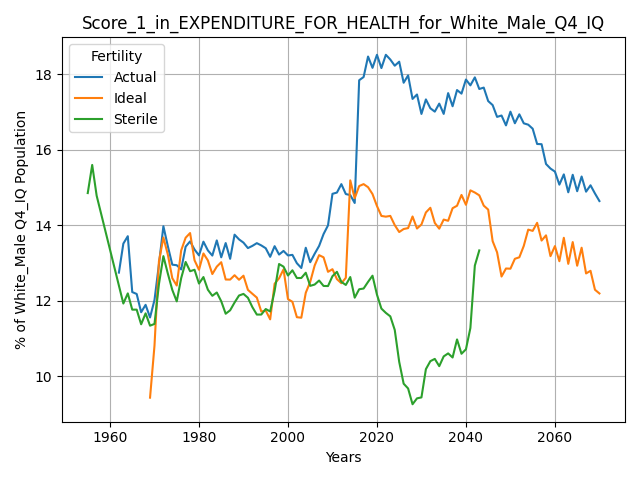 Score_1_in_EXPENDITURE_FOR_HEALTH_for_White_Male_Q4_IQ
Fertility
Actual
Ideal
Sterile
% of White_Male Q4_IQ Population
18
16
14
12
10
1960
1980
2000
2020
2040
2060
Years